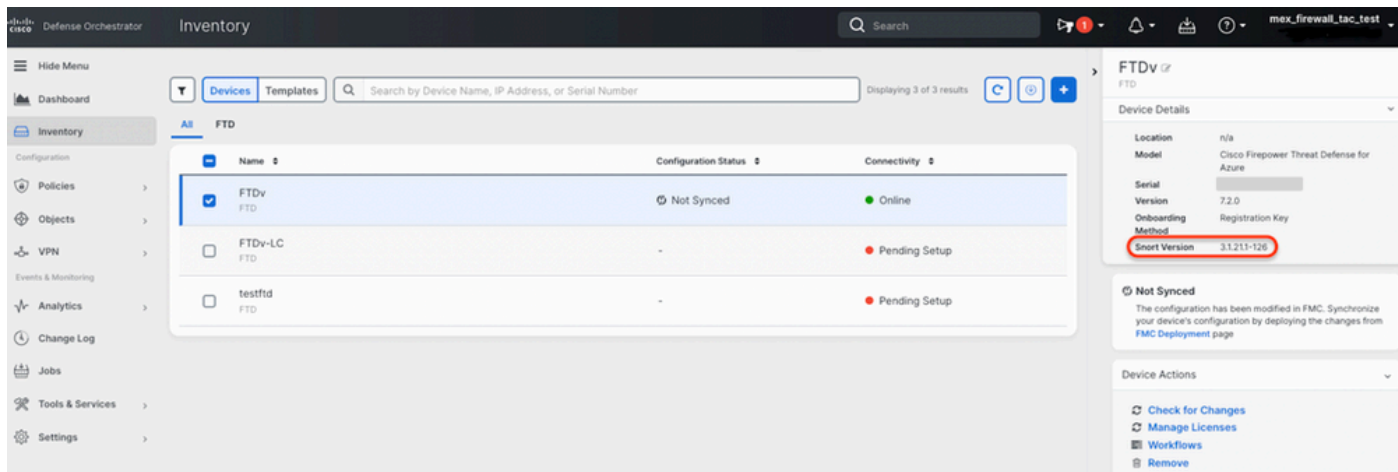 CISCO Defense Orchestrator
Inventory
Search
1
mex_firewall_tac_test
Hide Menu
Dashboard
Inventory
Configuration
Policies
Objects
VPN
Events & Monitoring
Analytics
Change Log
Jobs
Tools & Services
Settings
Devices Templates
Search by Device Name, IP Address, or Serial Number
Displaying 3 of 3 results
All FTD
Name Configuration Status Connectivity
FTDv Not Synced Online
FTD
FTDv-LC - Pending Setup
FTD
testftd - Pending Setup
FTD
FTDv
FTD
Device Details
Location n/a
Model Cisco Firepower Threat Defense for
Azure
Serial
Version 7.2.0
Onboarding Registration Key
Method
Snort Version 3.1.21.1-126
Not Synced
The configuration has been modified in FMC. Synchronize
your device's configuration by deploying the changes from
FMC Deployment page
Device Actions
Check for Changes
Manage Licenses
Workflows
Remove